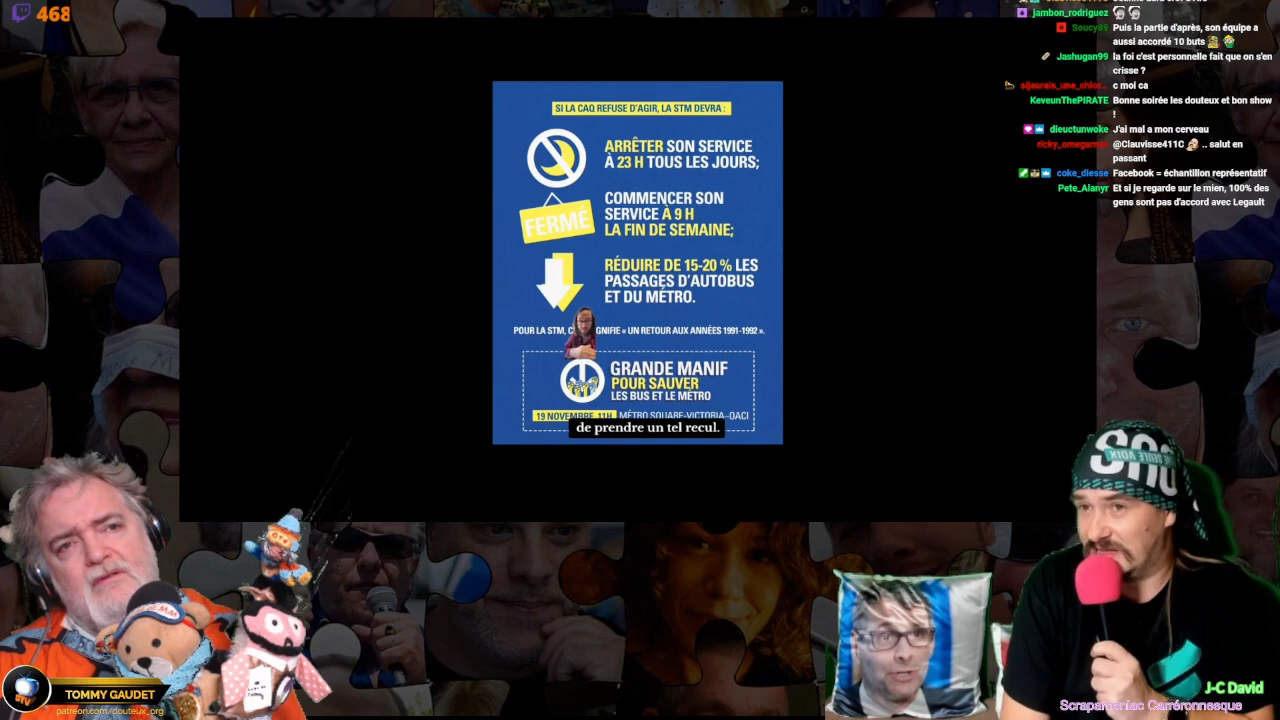 468
jambon_rodriguez
Soucy89 Puis la partie d'après, son équipe a
aussi accordé 10 buts
Jashugan99 la foi c'est personnelle fait que on s'en
crisse ?
c moi ca
KeveunThePIRATE Bonne soirée les douteux et bon show
!
dieuctunwoke J'ai mal a mon cerveau
@Clauvisse411C .. salut en
passant
coke_diesse Facebook = échantillon représentatif
Pete_Alanyr Et si je regarde sur le mien, 100% des
gens sont pas d'accord avec Legault
SI LA CAQ REFUSE D'AGIR, LA STM DEVRA :
ARRÊTER SON SERVICE
À 23 H TOUS LES JOURS;
FERMÉ
COMMENCER SON
SERVICE À 9 H
LA FIN DE SEMAINE;
RÉDUIRE DE 15-20 % LES
PASSAGES D'AUTOBUS
ET DU MÉTRO.
POUR LA STM, GNIFIE « UN RETOUR AUX ANNÉES 1991-1992 ».
GRANDE MANIF
POUR SAUVER
LES BUS ET LE MÉTRO
19 NOVEMBRE, 11H MÉTRO SQUARE-VICTORIA-OACI
de prendre un tel recul.
TOMMY GAUDET
patreon.com/douteux_org
J-C David
Scrapamaniac Carréronnesque